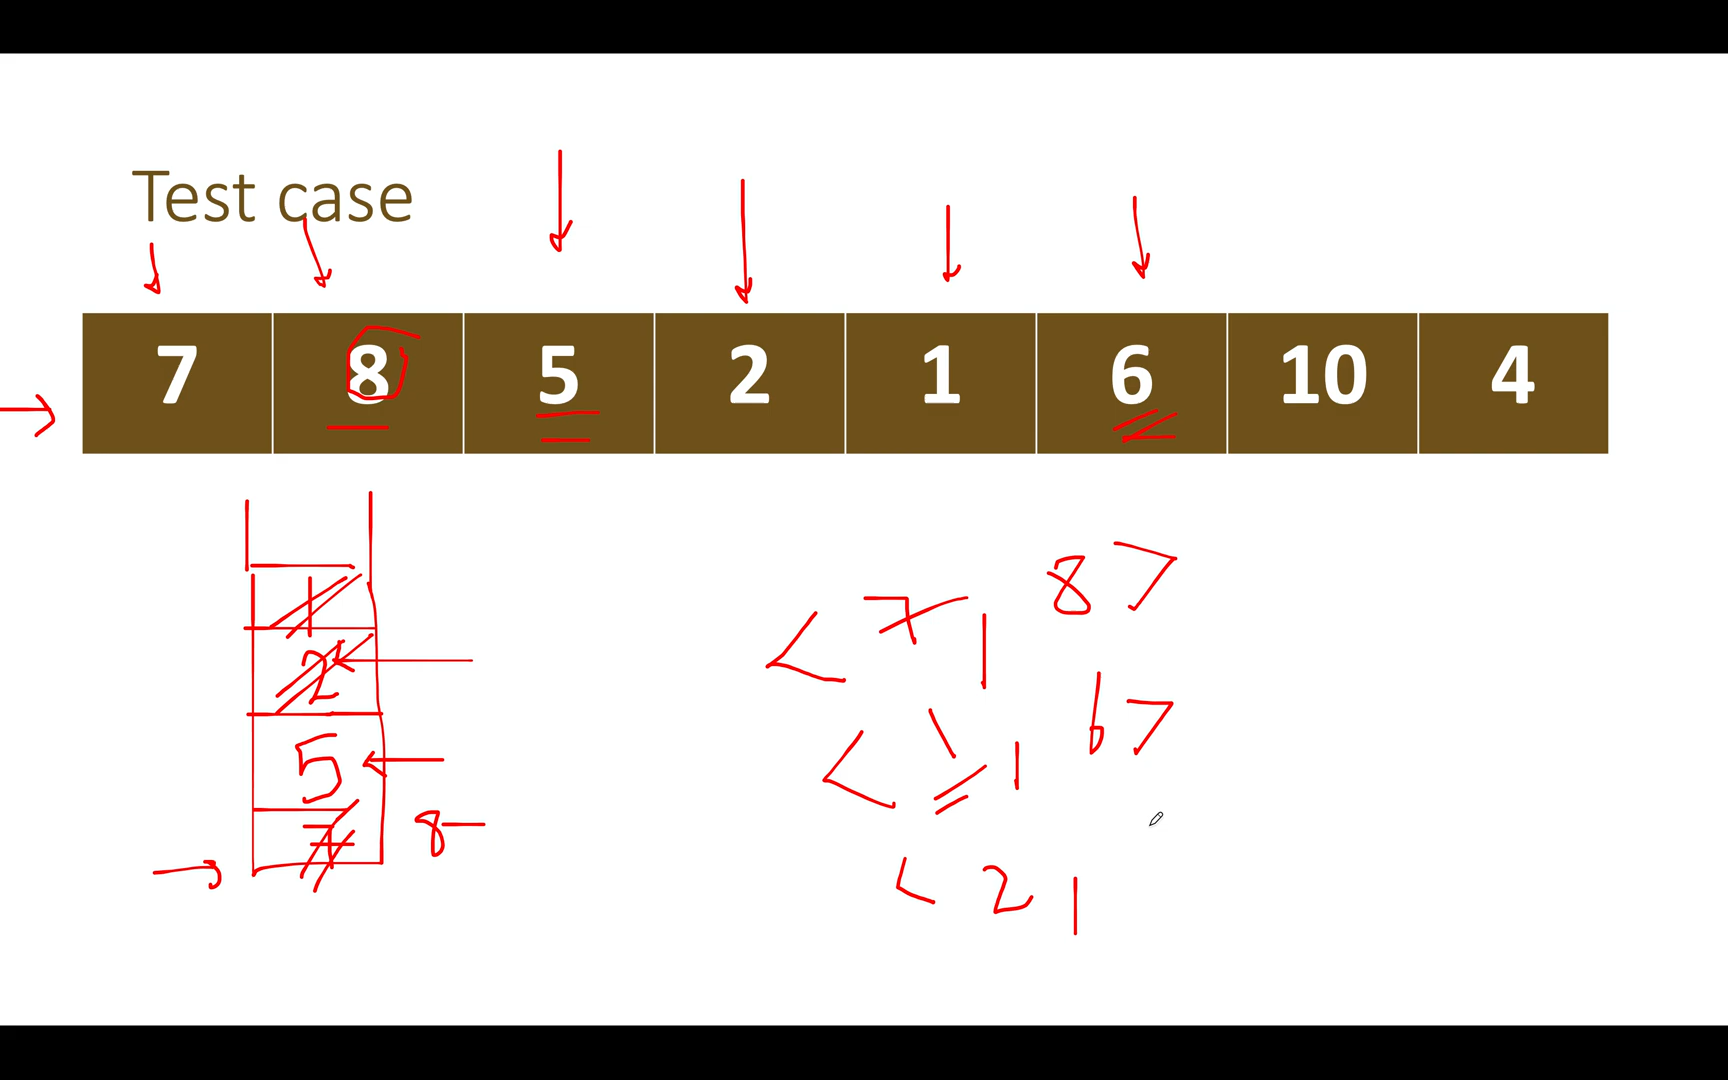 Test case
7 8 5 2 1 6 10 4
1
2
5
7 8
< 7 | 8 >
< 1 | 6 >
< 2 |